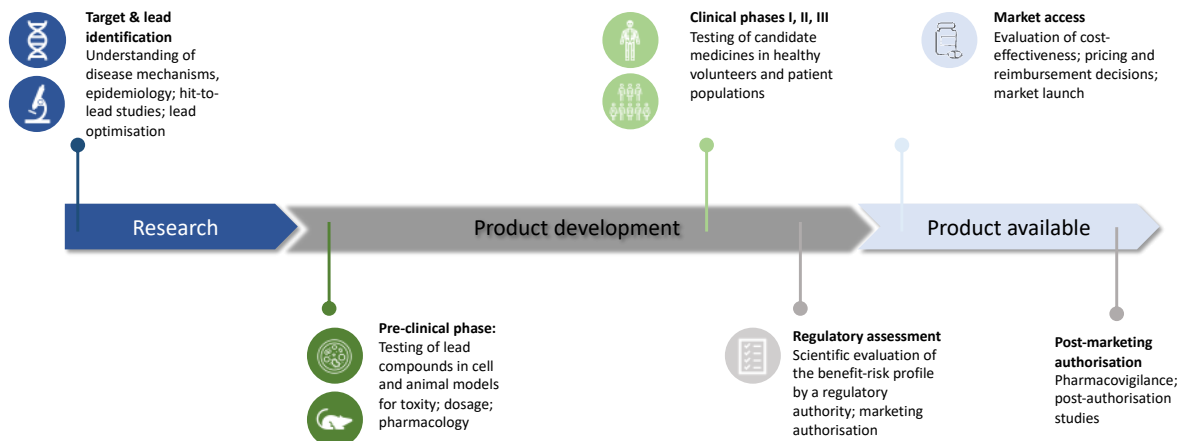 Target & lead
identification
Understanding of
disease mechanisms,
epidemiology; hit-to-
lead studies; lead
optimisation
Clinical phases I, II, III
Testing of candidate
medicines in healthy
volunteers and patient
populations
Market access
Evaluation of cost-
effectiveness; pricing and
reimbursement decisions;
market launch
Research
Product development
Product available
Pre-clinical phase:
Testing of lead
compounds in cell
and animal models
for toxity; dosage;
pharmacology
Regulatory assessment
Scientific evaluation of
the benefit-risk profile
by a regulatory
authority; marketing
authorisation
Post-marketing
authorisation
Pharmacovigilance;
post-authorisation
studies